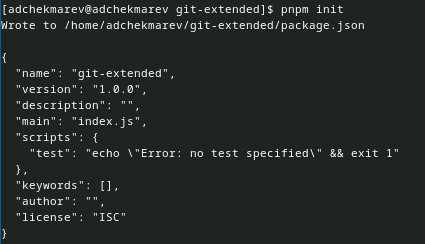 [adchekmarev@adchekmarev git-extended]$ pnpm init
Wrote to /home/adchekmarev/git-extended/package.json

{
  "name": "git-extended",
  "version": "1.0.0",
  "description": "",
  "main": "index.js",
  "scripts": {
    "test": "echo \"Error: no test specified\" && exit 1"
  },
  "keywords": [],
  "author": "",
  "license": "ISC"
}